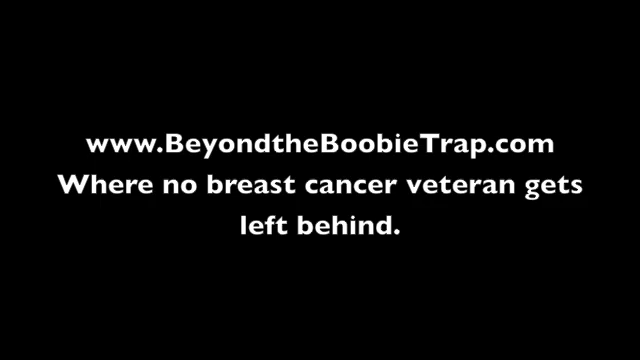 www.BeyondtheBoobieTrap.com
Where no breast cancer veteran gets
left behind.